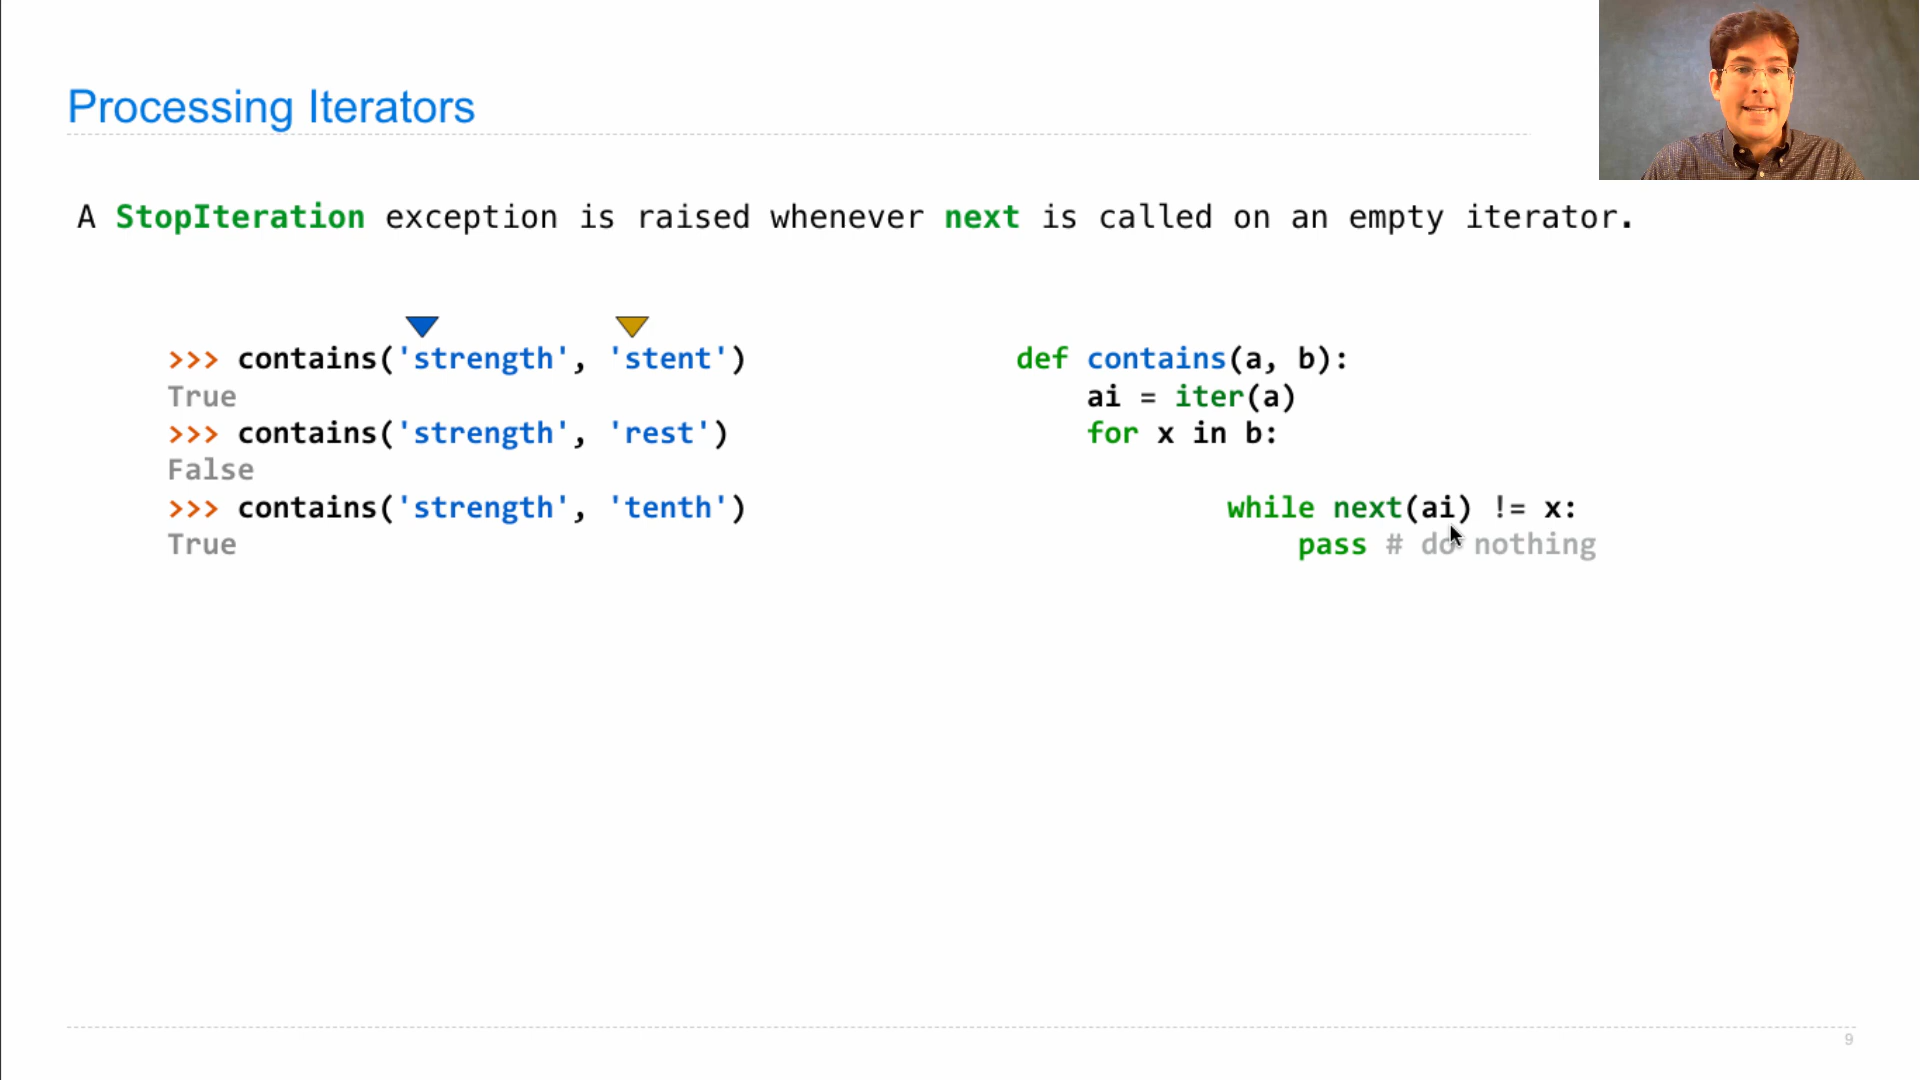 Processing Iterators
A StopIteration exception is raised whenever next is called on an empty iterator.
>>> contains('strength', 'stent')
True
>>> contains('strength', 'rest')
False
>>> contains('strength', 'tenth')
True
def contains(a, b):
    ai = iter(a)
    for x in b:
            while next(ai) != x:
                pass # do nothing
9